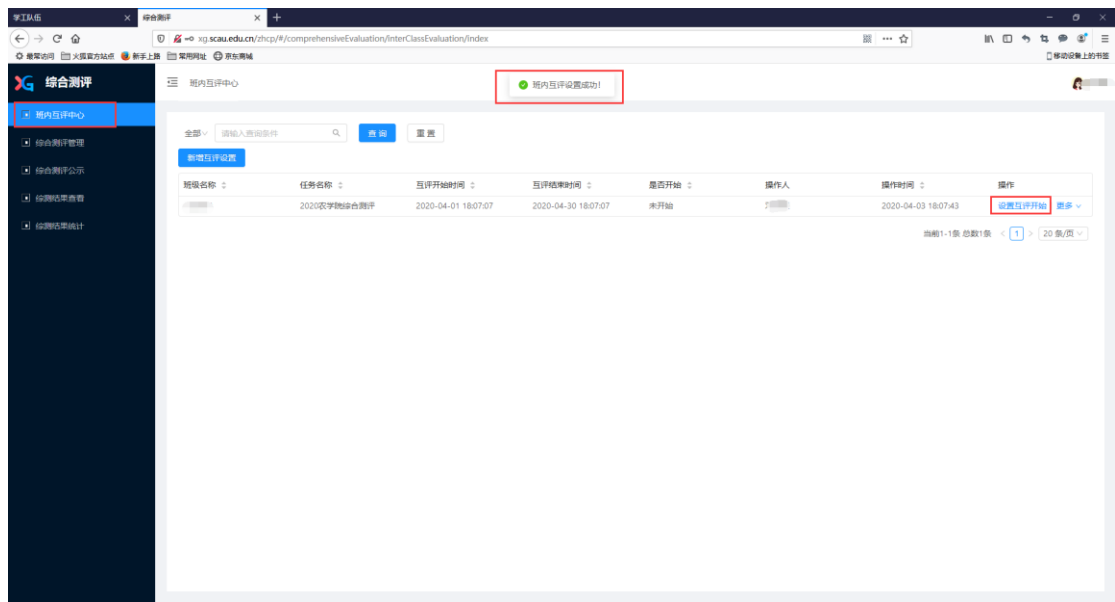 学工队伍
综合测评
xg.scau.edu.cn/zhcp/#/comprehensiveEvaluation/InterClassEvaluation/Index
最常访问 火狐官方站点 新手上路 常用网址 京东商城 移动设备上的书签
XG 综合测评
班内互评中心
班内互评设置成功!
班内互评中心
综合测评管理
综合测评公示
综测结果查看
综测结果统计
全部 请输入查询条件 查 询 重 置
新增互评设置
班级名称 任务名称 互评开始时间 互评结束时间 是否开始 操作人 操作时间 操作
2020农学院综合测评 2020-04-01 18:07:07 2020-04-30 18:07:07 未开始 2020-04-03 18:07:43 设置互评开始 更多
当前1-1条 总数1条 < 1 > 20 条/页